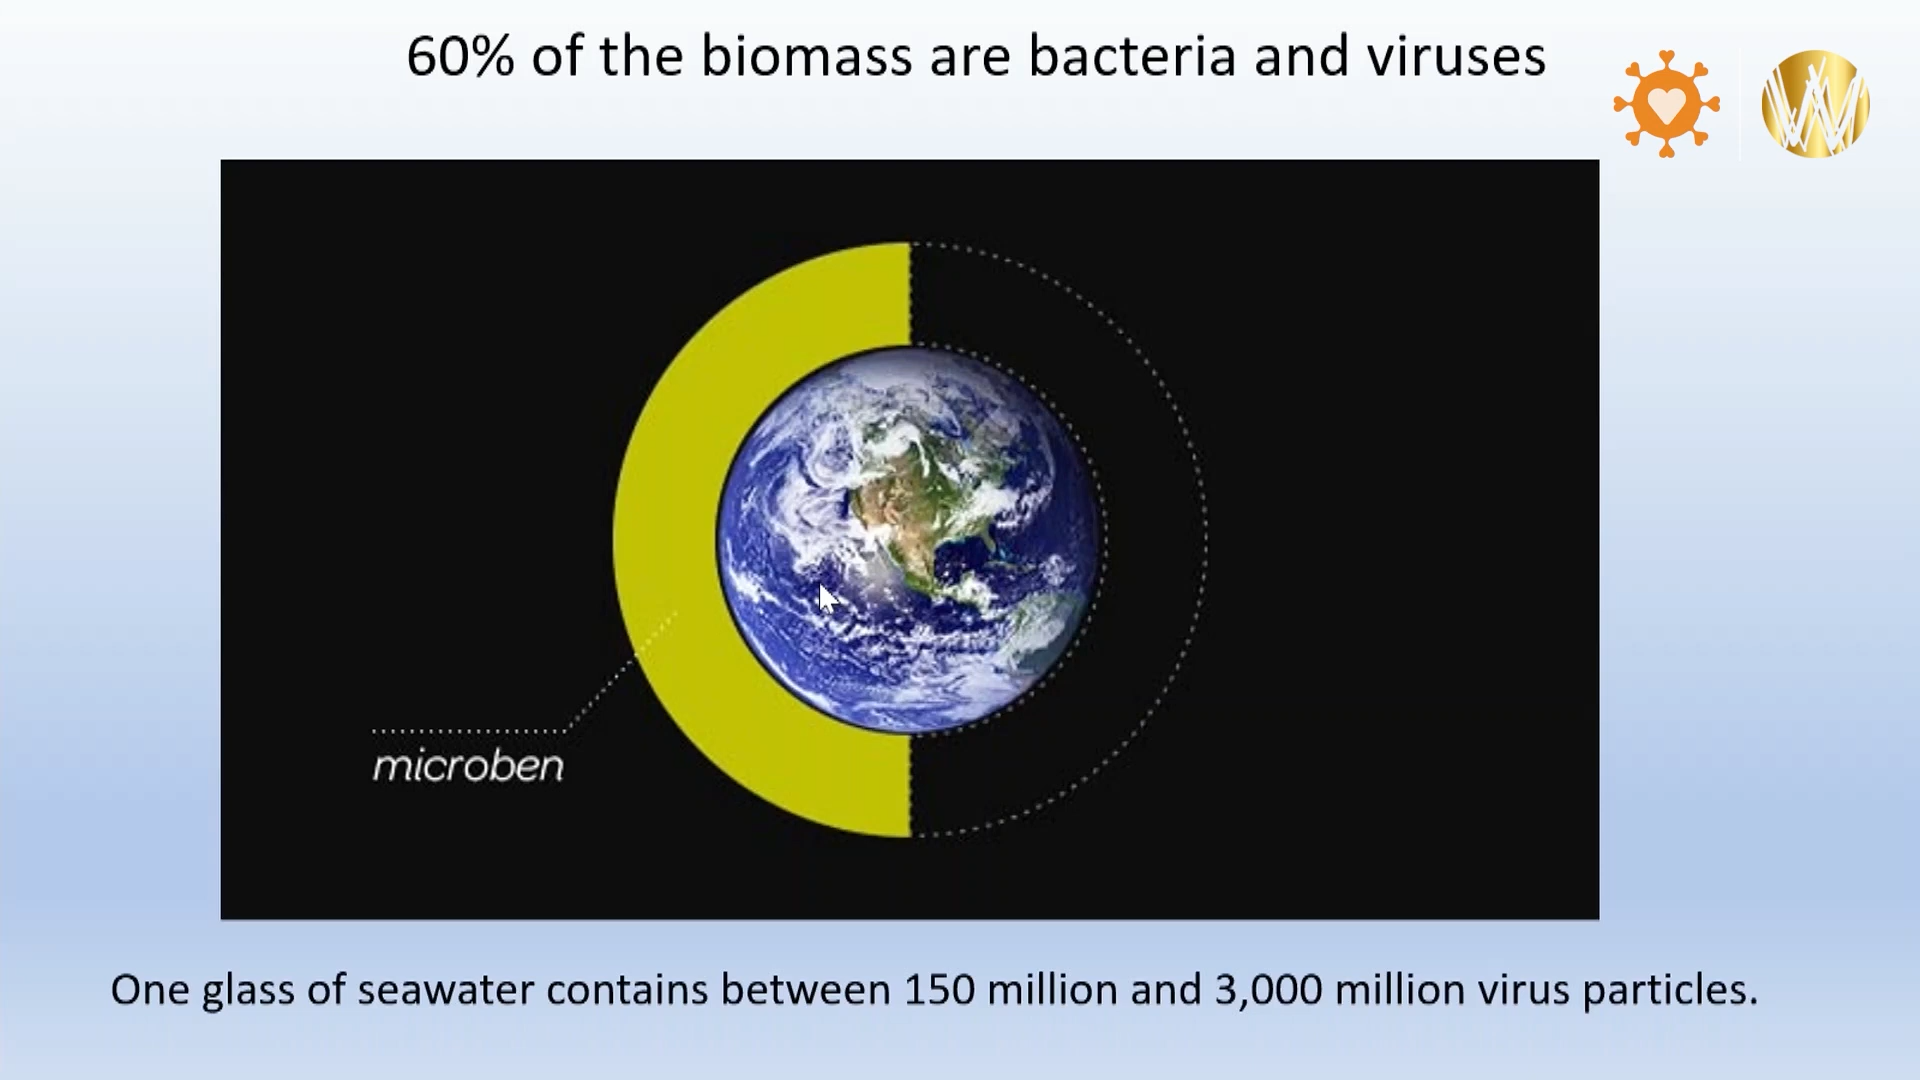 60% of the biomass are bacteria and viruses
microben
One glass of seawater contains between 150 million and 3,000 million virus particles.